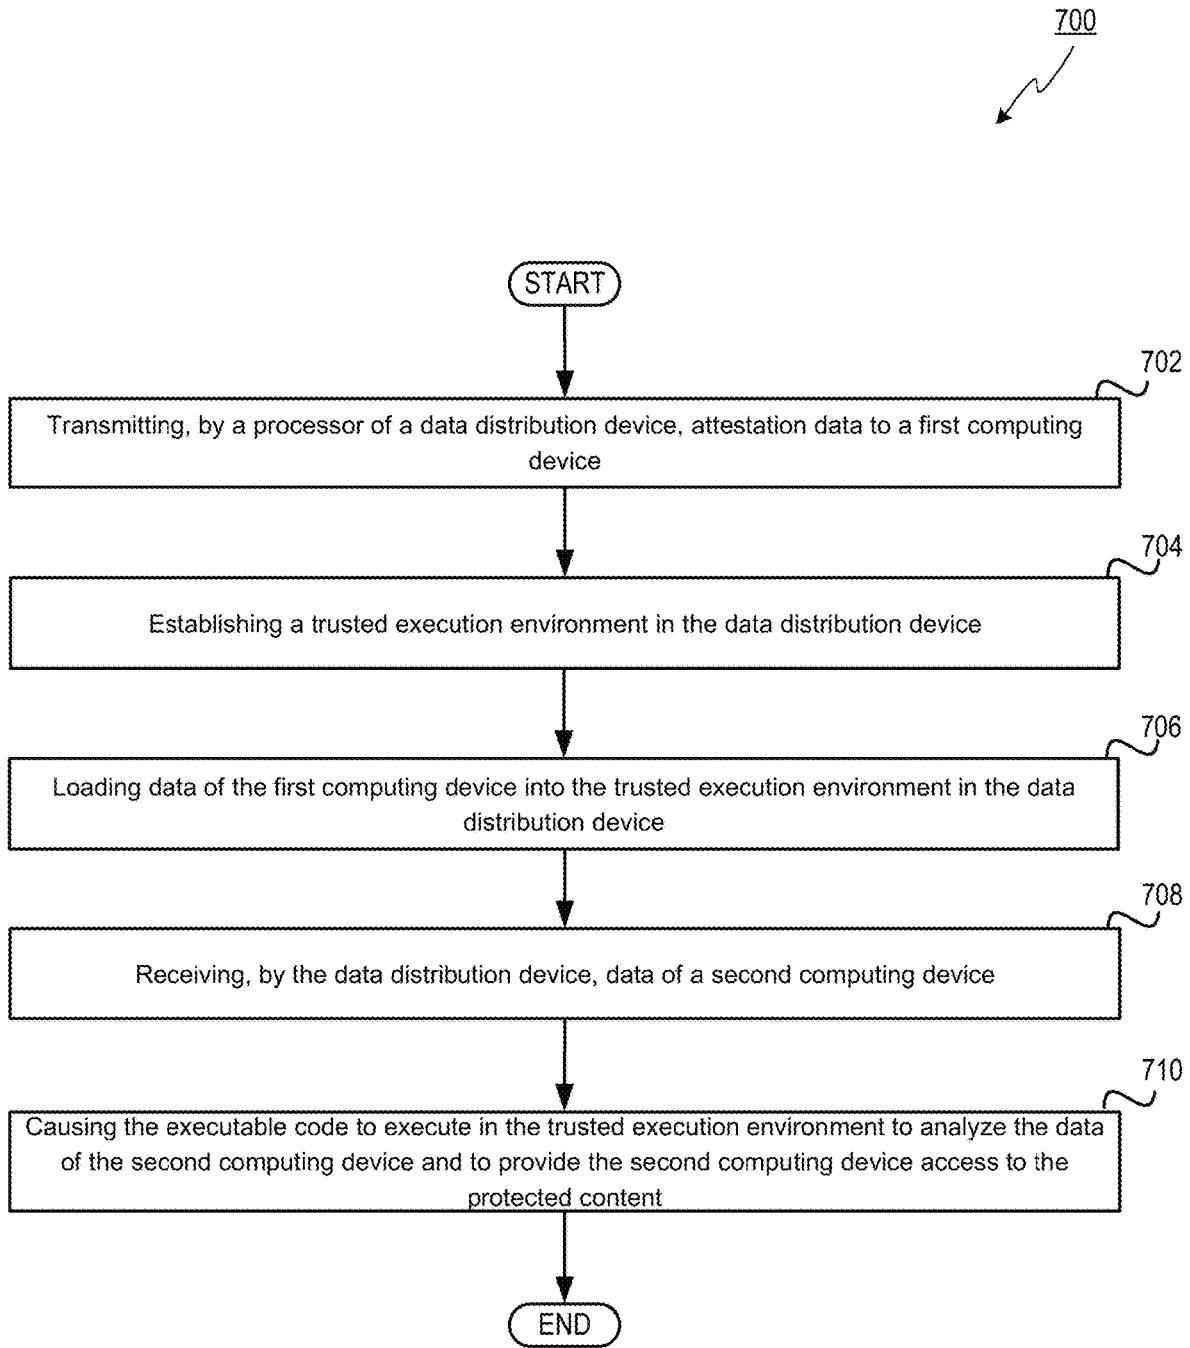 700
START
702
Transmitting, by a processor of a data distribution device, attestation data to a first computing
device
704
Establishing a trusted execution environment in the data distribution device
706
Loading data of the first computing device into the trusted execution environment in the data
distribution device
708
Receiving, by the data distribution device, data of a second computing device
710
Causing the executable code to execute in the trusted execution environment to analyze the data
of the second computing device and to provide the second computing device access to the
protected content
END